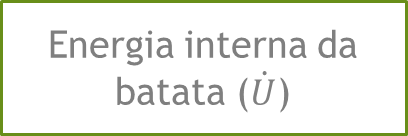 Energia interna da
batata (U̇)